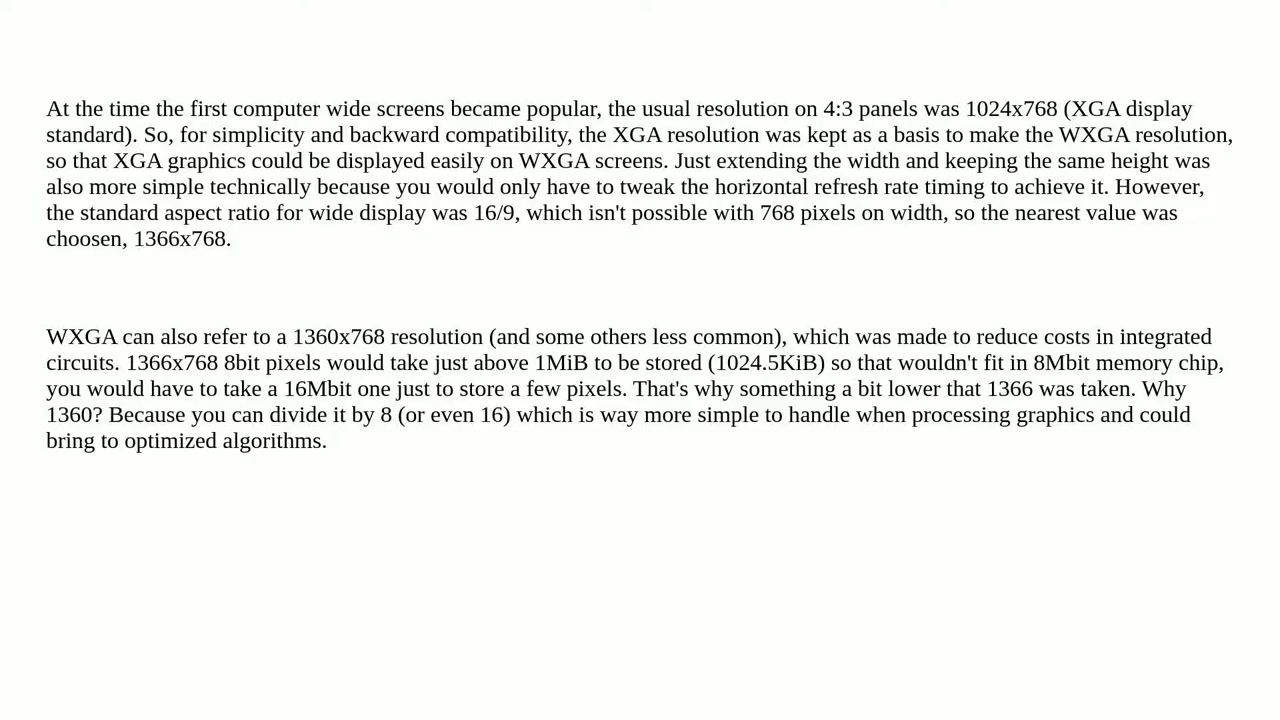 At the time the first computer wide screens became popular, the usual resolution on 4:3 panels was 1024x768 (XGA display
standard). So, for simplicity and backward compatibility, the XGA resolution was kept as a basis to make the WXGA resolution,
so that XGA graphics could be displayed easily on WXGA screens. Just extending the width and keeping the same height was
also more simple technically because you would only have to tweak the horizontal refresh rate timing to achieve it. However,
the standard aspect ratio for wide display was 16/9, which isn't possible with 768 pixels on width, so the nearest value was
choosen, 1366x768.
WXGA can also refer to a 1360x768 resolution (and some others less common), which was made to reduce costs in integrated
circuits. 1366x768 8bit pixels would take just above 1MiB to be stored (1024.5KiB) so that wouldn't fit in 8Mbit memory chip,
you would have to take a 16Mbit one just to store a few pixels. That's why something a bit lower that 1366 was taken. Why
1360? Because you can divide it by 8 (or even 16) which is way more simple to handle when processing graphics and could
bring to optimized algorithms.